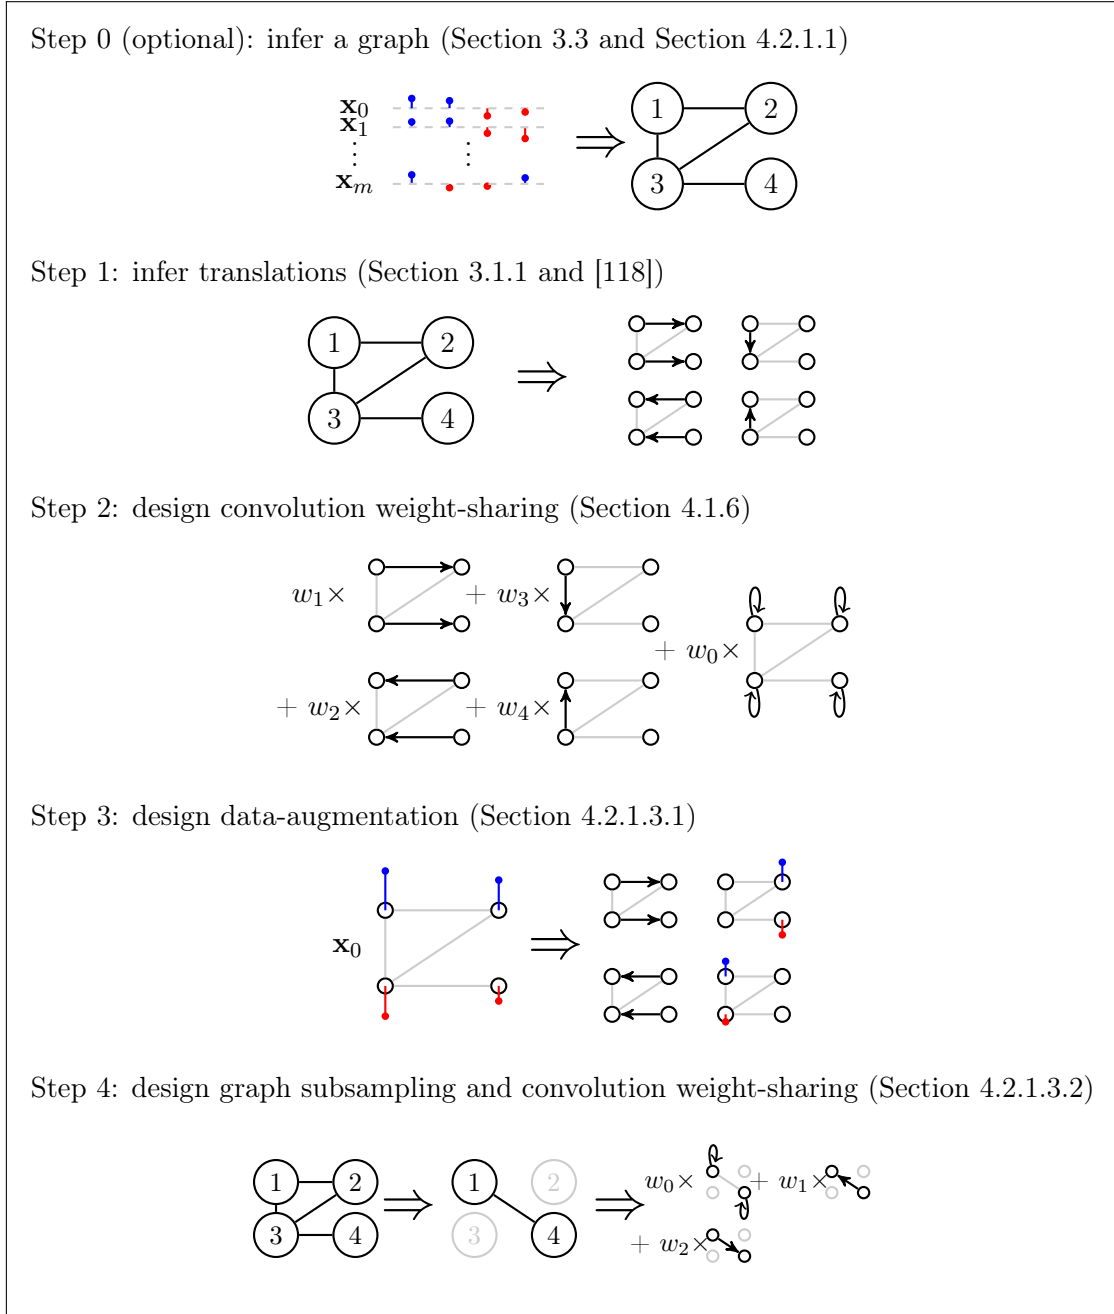 Step 0 (optional): infer a graph (Section 3.3 and Section 4.2.1.1)
x₀
x₁
⋮ ⋮
xₘ
⇒
1 2
3 4
Step 1: infer translations (Section 3.1.1 and [118])
1 2
3 4
⇒
Step 2: design convolution weight-sharing (Section 4.1.6)
w₁× + w₃×
+ w₀×
+ w₂× + w₄×
Step 3: design data-augmentation (Section 4.2.1.3.1)
x₀ ⇒
Step 4: design graph subsampling and convolution weight-sharing (Section 4.2.1.3.2)
1 2
3 4
⇒
1 2
3 4
⇒
w₀× + w₁×
+ w₂×